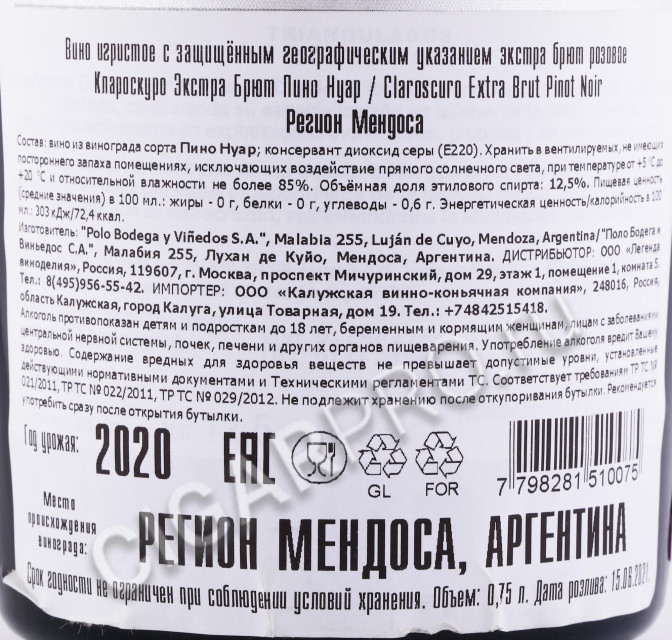 Вино игристое с защищённым географическим указанием экстра брют розовое
Клароскуро Экстра Брют Пино Нуар / Claroscuro Extra Brut Pinot Noir
Регион Мендоса
Состав: вино из винограда сорта Пино Нуар; консервант диоксид серы (Е220). Хранить в вентилируемых, не имеющих
постороннего запаха помещениях, исключающих воздействие прямого солнечного света, при температуре от +5 °С до
+20 °С и относительной влажности не более 85%. Объёмная доля этилового спирта: 12,5%. Пищевая ценность
(средние значения) в 100 мл.: жиры - 0 г, белки - 0 г, углеводы - 0,6 г. Энергетическая ценность/калорийность в 100
мл.: 303 кДж/72,4 ккал.
Изготовитель: "Polo Bodega y Viñedos S.A.", Malabia 255, Luján de Cuyo, Mendoza, Argentina/"Поло Бодега и
Виньедос С.А.", Малабия 255, Лухан де Куйо, Мендоса, Аргентина. ДИСТРИБЬЮТОР: ООО «Легенда
виноделия», Россия, 119607, г. Москва, проспект Мичуринский, дом 29, этаж 1, помещение 1, комната 5.
Тел.: 8(495)956-55-42. ИМПОРТЕР: ООО «Калужская винно-коньячная компания", 248016, Россия,
область Калужская, город Калуга, улица Товарная, дом 19. Тел.: +74842515418.
Алкоголь противопоказан детям и подросткам до 18 лет, беременным и кормящим женщинам, лицам с заболеваниями
центральной нервной системы, почек, печени и других органов пищеварения. Употребление алкоголя вредит Вашему
здоровью. Содержание вредных для здоровья веществ не превышает допустимые уровни, установленные
действующими нормативными документами и Техническими регламентами ТС. Соответствует требованиям ТР ТС №
021/2011, ТР ТС № 022/2011, ТР ТС № 029/2012. Не подлежит хранению после откупоривания бутылки. Рекомендуется
употребить сразу после открытия бутылки.
Год урожая: 2020 ЕАС
GL FOR
7 798281 510075
Место
происхождения
винограда:
РЕГИОН МЕНДОСА, АРГЕНТИНА
Срок годности не ограничен при соблюдении условий хранения. Объем: 0,75 л. Дата розлива: 15.06.2021.
CIGARPRO.RU